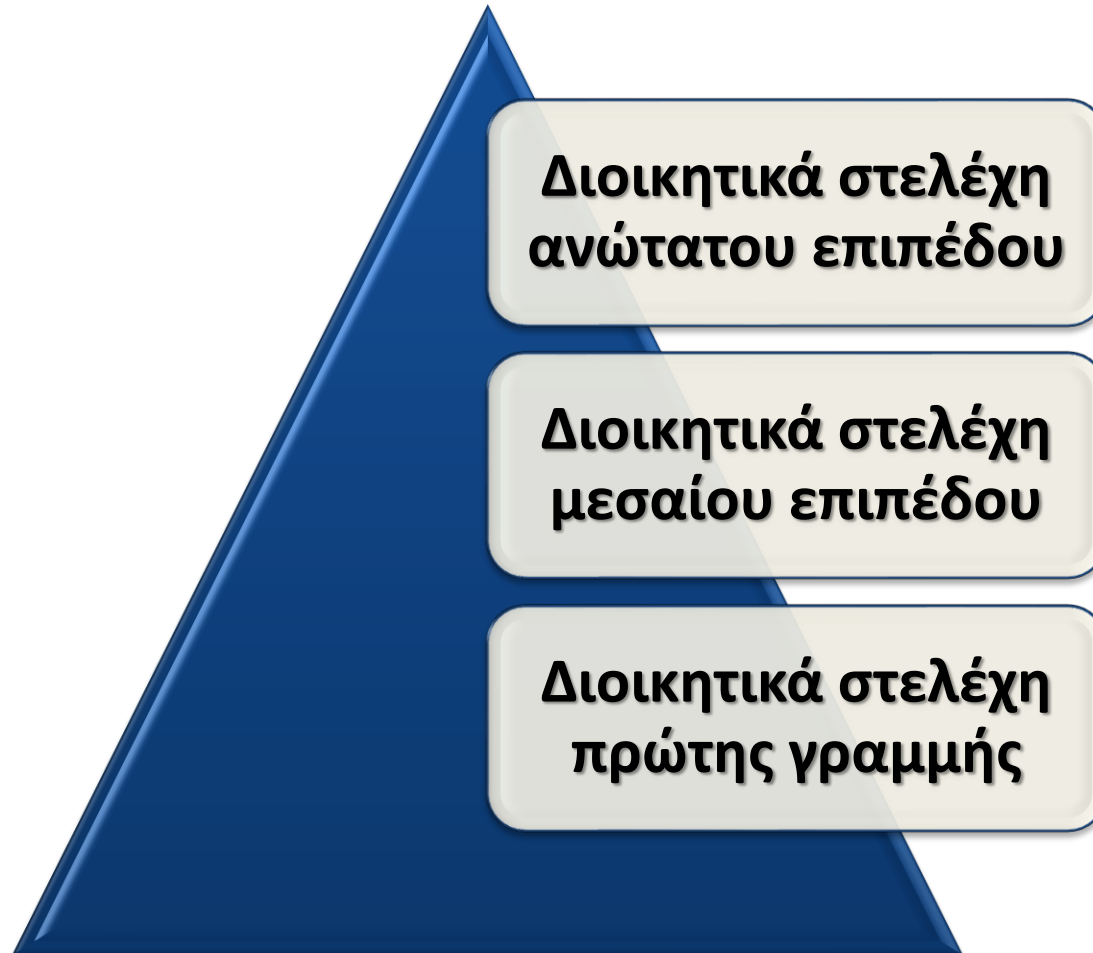 Διοικητικά στελέχη
ανώτατου επιπέδου
Διοικητικά στελέχη
μεσαίου επιπέδου
Διοικητικά στελέχη
πρώτης γραμμής